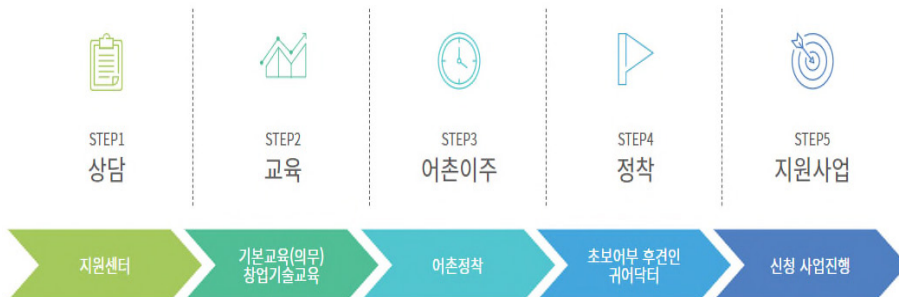 STEP1
상담
STEP2
교육
STEP3
어촌이주
STEP4
정착
STEP5
지원사업
지원센터
기본교육(의무)
창업기술교육
어촌정착
초보어부 후견인
귀어닥터
신청 사업진행